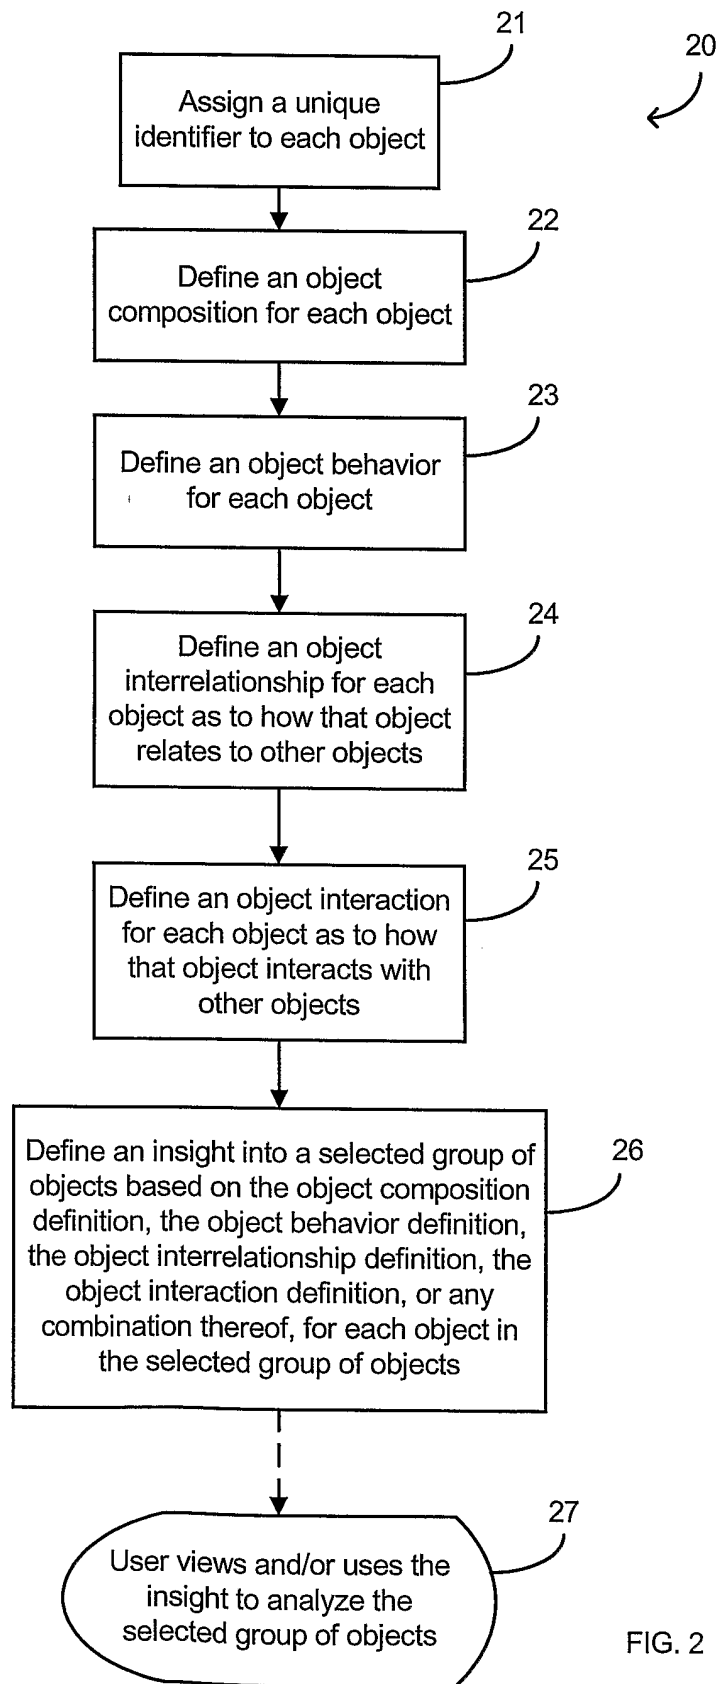 21
20
Assign a unique
identifier to each object
22
Define an object
composition for each object
23
Define an object behavior
for each object
24
Define an object
interrelationship for each
object as to how that object
relates to other objects
25
Define an object interaction
for each object as to how
that object interacts with
other objects
26
Define an insight into a selected group of
objects based on the object composition
definition, the object behavior definition,
the object interrelationship definition, the
object interaction definition, or any
combination thereof, for each object in
the selected group of objects
27
User views and/or uses the
insight to analyze the
selected group of objects
FIG. 2